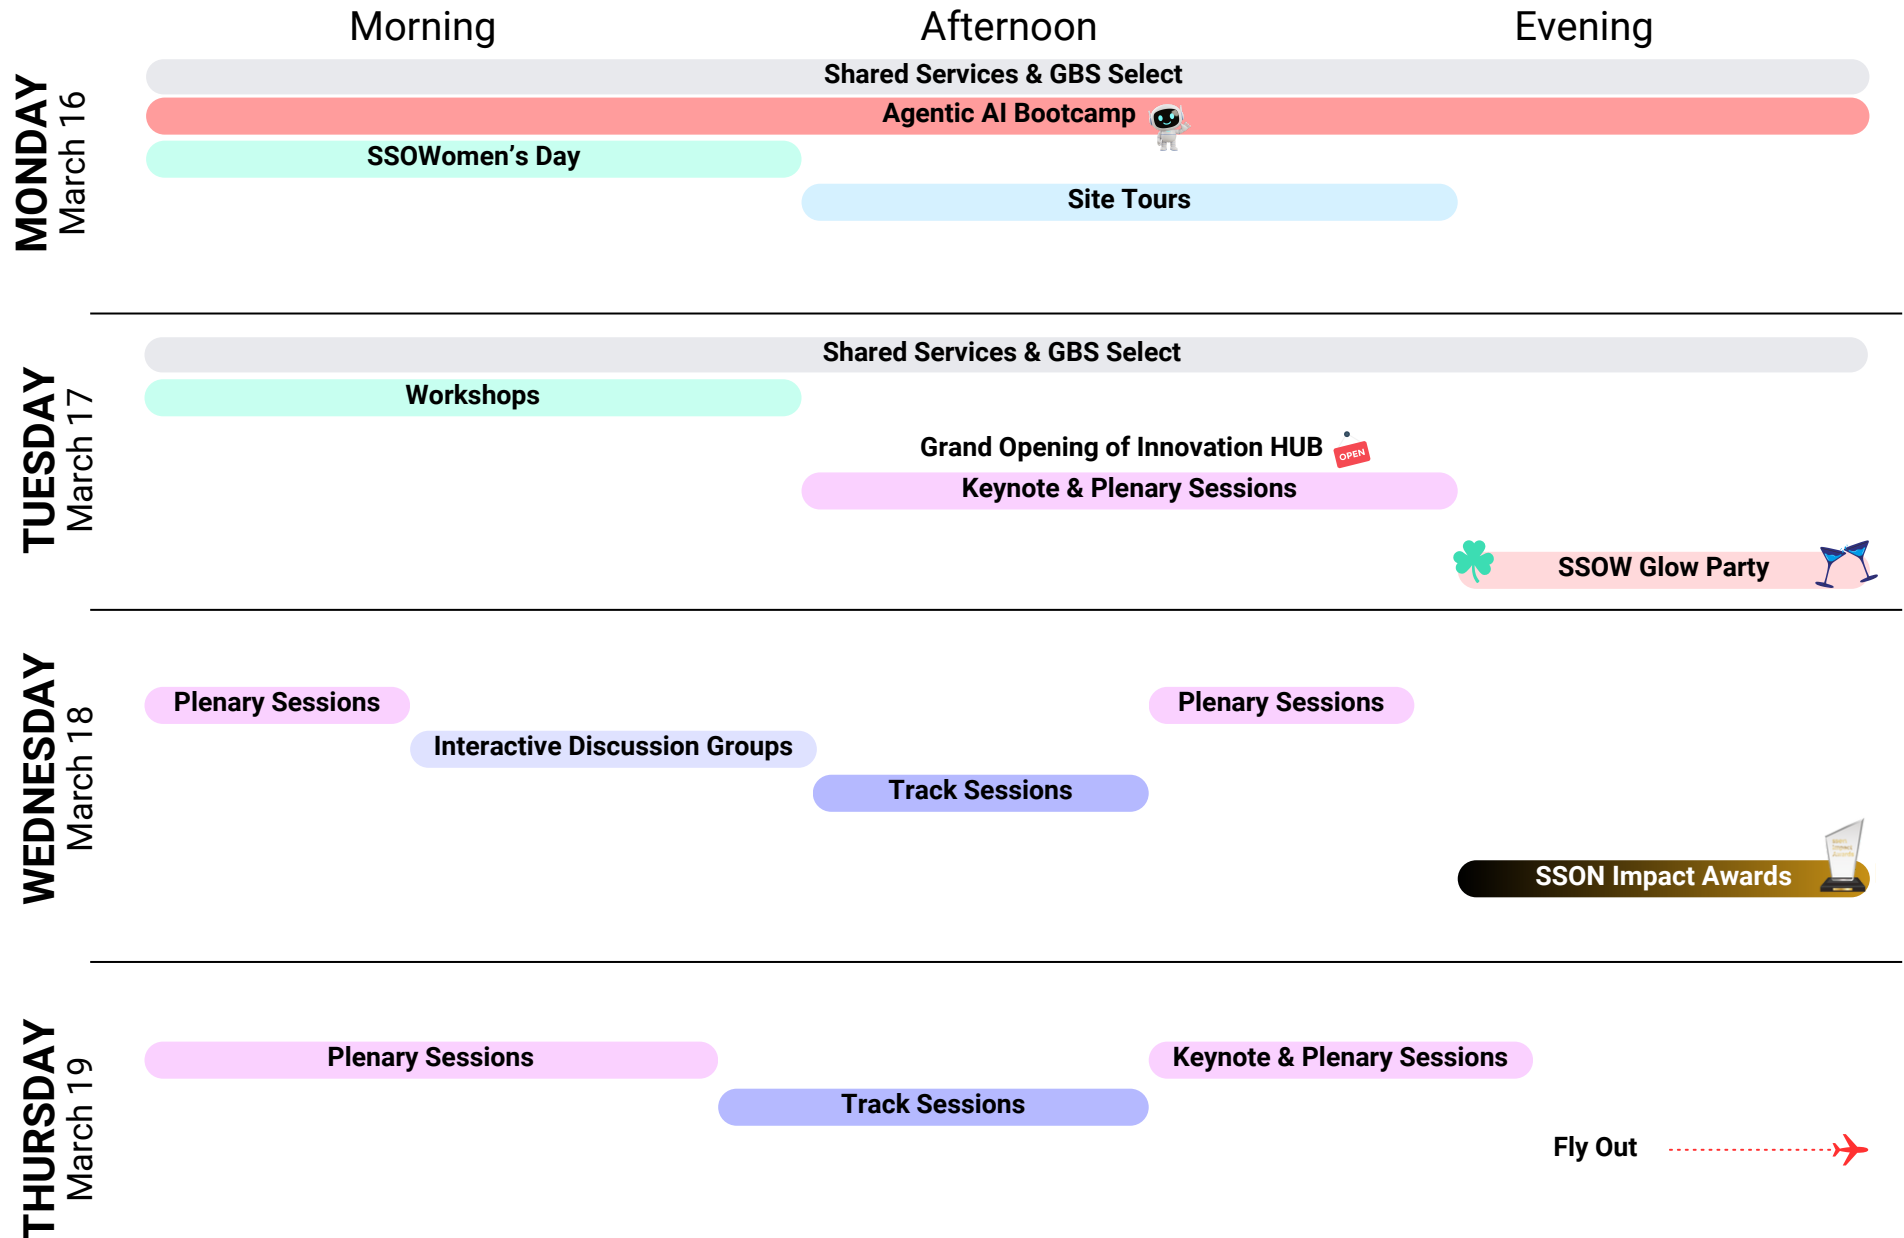 Morning Afternoon Evening
MONDAY
March 16
Shared Services & GBS Select
Agentic AI Bootcamp
SSOWomen’s Day
Site Tours
TUESDAY
March 17
Shared Services & GBS Select
Workshops
Grand Opening of Innovation HUB
OPEN
Keynote & Plenary Sessions
SSOW Glow Party
WEDNESDAY
March 18
Plenary Sessions
Plenary Sessions
Interactive Discussion Groups
Track Sessions
SSON Impact Awards
THURSDAY
March 19
Plenary Sessions
Keynote & Plenary Sessions
Track Sessions
Fly Out